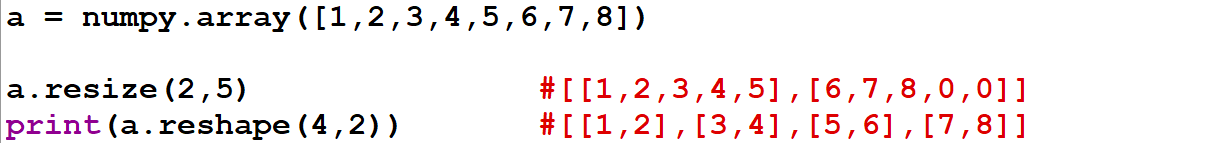 a = numpy.array([1,2,3,4,5,6,7,8])
a.resize(2,5) #[[1,2,3,4,5],[6,7,8,0,0]]
print(a.reshape(4,2)) #[[1,2],[3,4],[5,6],[7,8]]